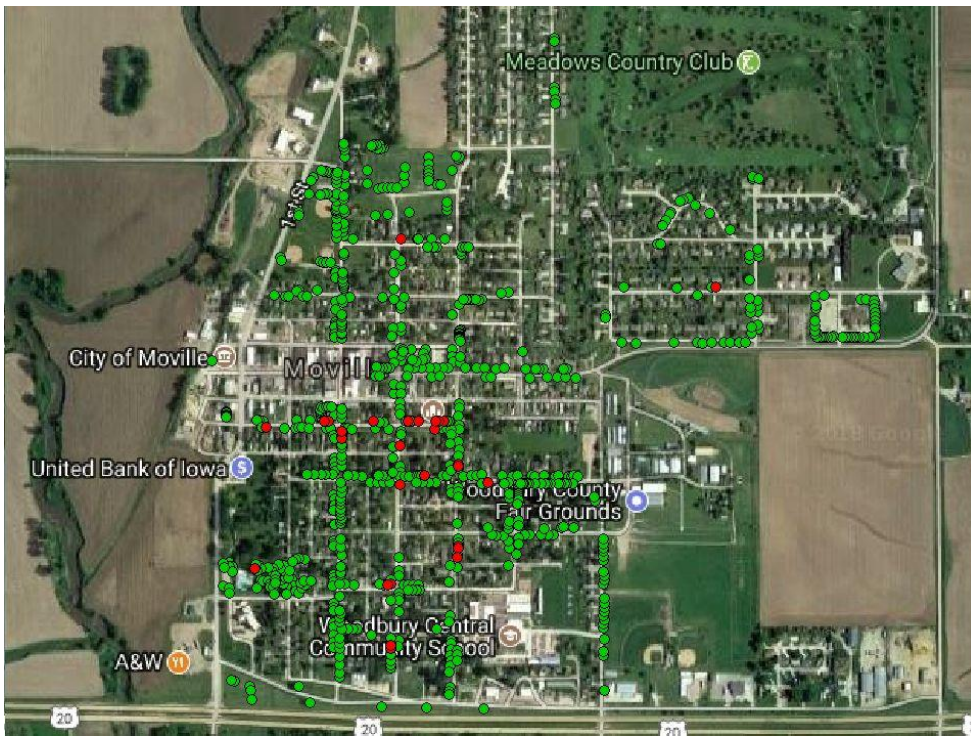 Meadows Country Club
1st St
City of Moville
Movill
United Bank of Iowa
Woodbury County
Fair Grounds
Woodbury Central
Community School
A&W
20
20
20